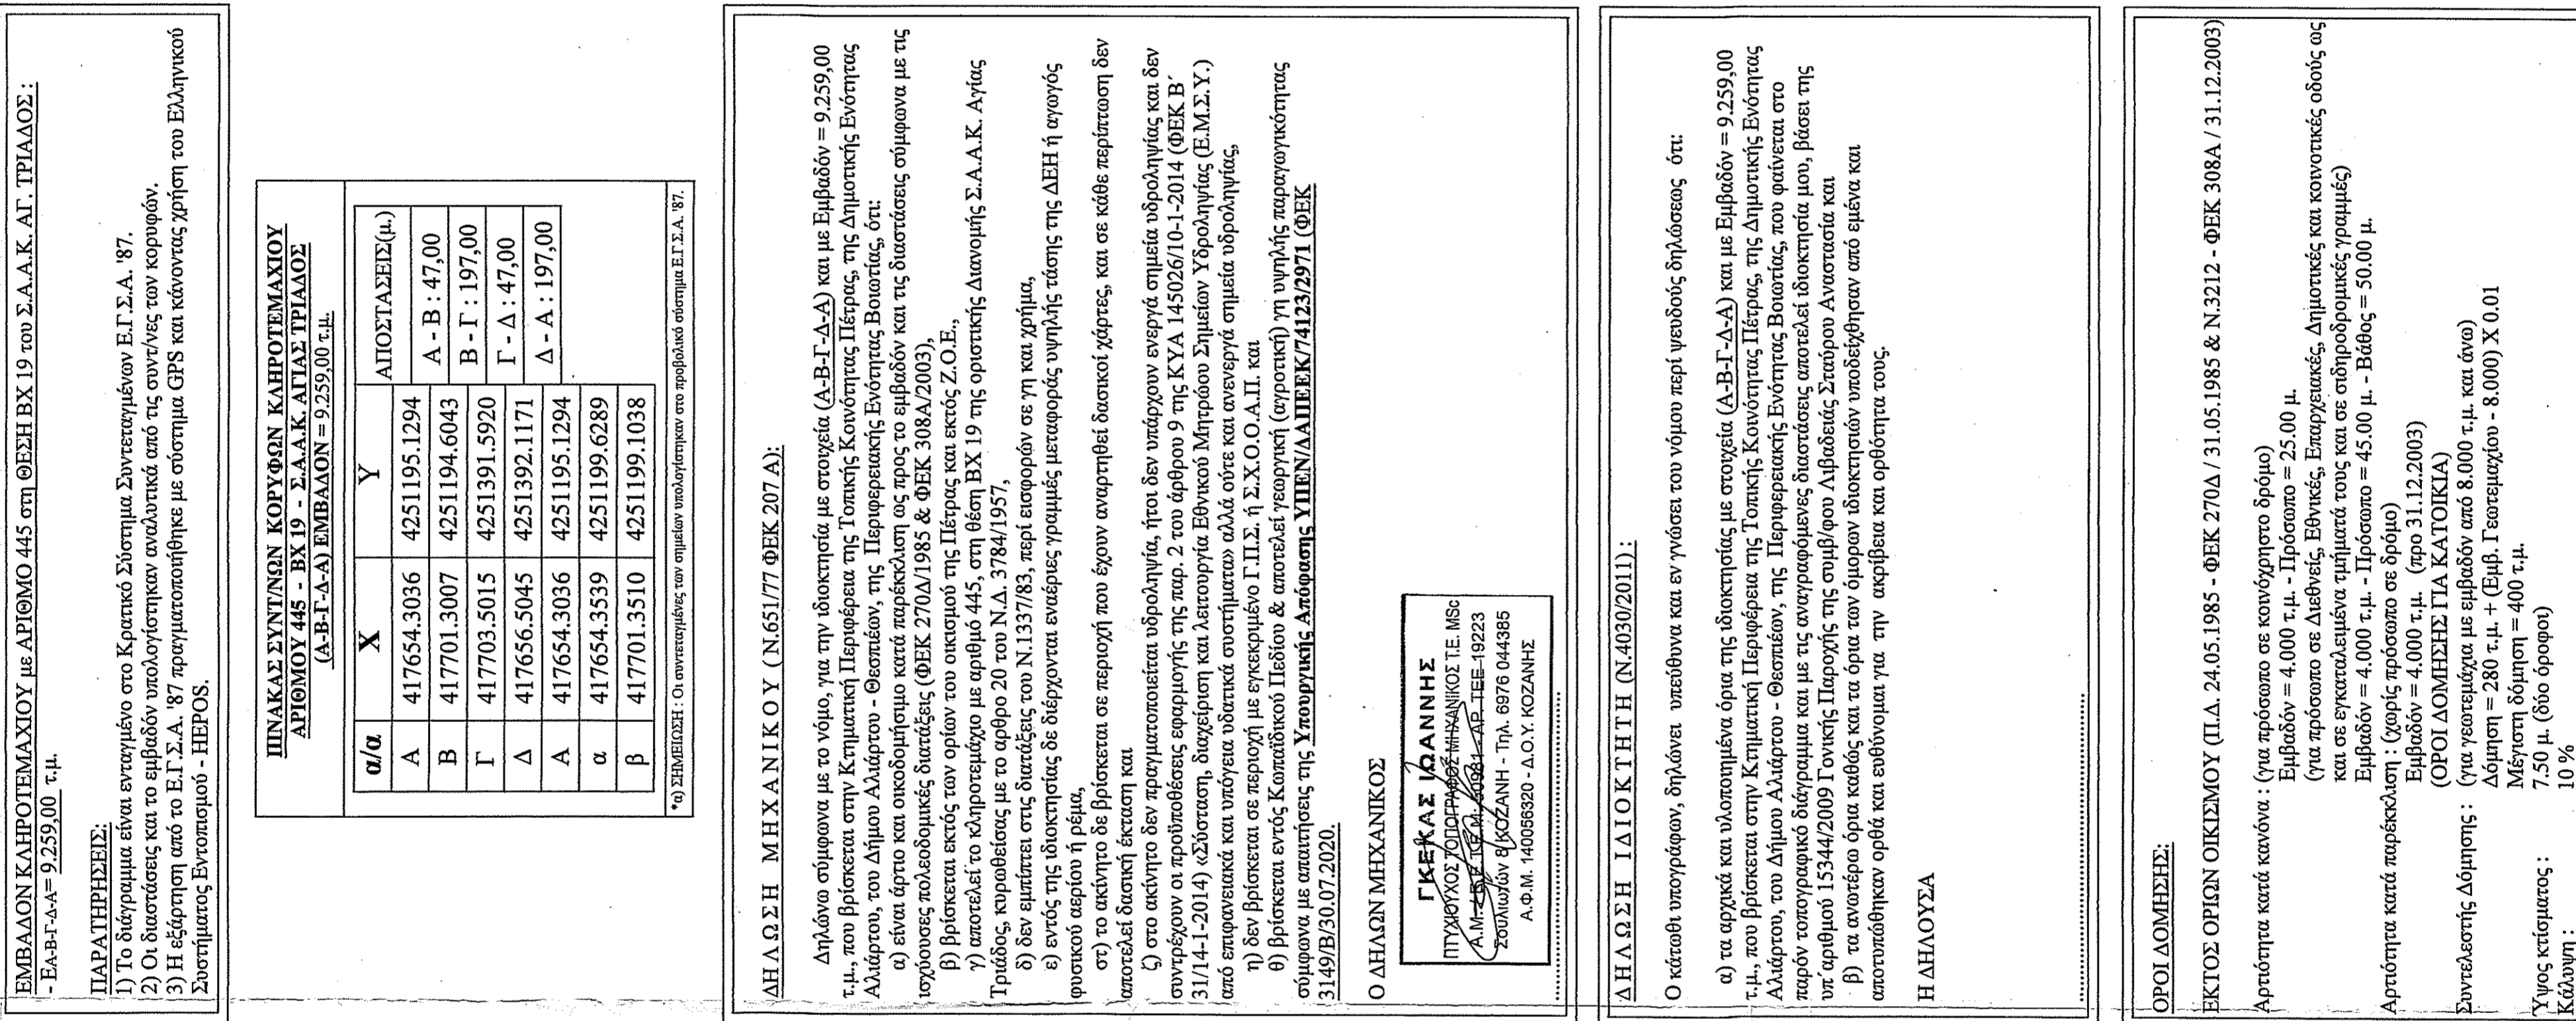 ΕΜΒΑΔΟΝ ΚΛΗΡΟΤΕΜΑΧΙΟΥ με ΑΡΙΘΜΟ 445 στη ΘΕΣΗ ΒΧ 19 του Σ.Α.Α.Κ. ΑΓ. ΤΡΙΑΔΟΣ :
- ΕΑ-Β-Γ-Δ-Α= 9.259,00 τ.μ.
ΠΑΡΑΤΗΡΗΣΕΙΣ:
1) Το διάγραμμα είναι ενταγμένο στο Κρατικό Σύστημα Συντεταγμένων Ε.Γ.Σ.Α. '87.
2) Οι διαστάσεις και το εμβαδόν υπολογίστηκαν αναλυτικά από τις συντ/νες των κορυφών.
3) Η εξάρτηση από το Ε.Γ.Σ.Α. '87 πραγματοποιήθηκε με σύστημα GPS και κάνοντας χρήση του Ελληνικού
Συστήματος Εντοπισμού - HEPOS.
ΠΙΝΑΚΑΣ ΣΥΝΤ/ΝΩΝ ΚΟΡΥΦΩΝ ΚΛΗΡΟΤΕΜΑΧΙΟΥ
ΑΡΙΘΜΟΥ 445 - ΒΧ 19 - Σ.Α.Α.Κ. ΑΓΙΑΣ ΤΡΙΑΔΟΣ
(Α-Β-Γ-Δ-Α) ΕΜΒΑΔΟΝ = 9.259,00 τ.μ.
α/α Χ Υ ΑΠΟΣΤΑΣΕΙΣ(μ.)
Α 417654.3036 4251195.1294 Α - Β : 47,00
Β 417701.3007 4251194.6043 Β - Γ : 197,00
Γ 417703.5015 4251391.5920 Γ - Δ : 47,00
Δ 417656.5045 4251392.1171 Δ - Α : 197,00
Α 417654.3036 4251195.1294
α 417654.3539 4251199.6289
β 417701.3510 4251199.1038
*α) ΣΗΜΕΙΩΣΗ : Οι συντεταγμένες των σημείων υπολογίστηκαν στο προβολικό σύστημα Ε.Γ.Σ.Α. '87.
ΔΗΛΩΣΗ ΜΗΧΑΝΙΚΟΥ (Ν.651/77 ΦΕΚ 207 Α):
Δηλώνω σύμφωνα με το νόμο, για την ιδιοκτησία με στοιχεία (Α-Β-Γ-Δ-Α) και με Εμβαδόν = 9.259,00
τ.μ., που βρίσκεται στην Κτηματική Περιφέρεια της Τοπικής Κοινότητας Πέτρας, της Δημοτικής Ενότητας
Αλιάρτου, του Δήμου Αλιάρτου - Θεσπιέον, της Περιφερειακής Ενότητας Βοιωτίας, ότι:
α) είναι άρτιο και οικοδομήσιμο κατά παρέκκλιση ως προς το εμβαδόν και τις διαστάσεις σύμφωνα με τις
ισχύουσες πολεοδομικές διατάξεις (ΦΕΚ 270Δ/1985 & ΦΕΚ 308Α/2003),
β) βρίσκεται εκτός των ορίων του οικισμού της Πέτρας και εκτός Ζ.Ο.Ε.,
γ) αποτελεί το κληροτεμάχιο με αριθμό 445, στη θέση ΒΧ 19 της οριστικής Διανομής Σ.Α.Α.Κ. Αγίας
Τριάδος, κυρωθείσας με το αρθρο 20 του Ν.Δ. 3784/1957,
δ) δεν εμπίπτει στις διατάξεις του Ν.1337/83, περί εισφορών σε γη και χρήμα,
ε) εντός της ιδιοκτησίας δε διέρχονται εναέριες γραμμές μεταφοράς υψηλής τάσης της ΔΕΗ ή αγωγός
φυσικού αερίου ή ρέμα,
στ) το ακίνητο δε βρίσκεται σε περιοχή που έχουν αναρτηθεί δασικοί χάρτες, και σε κάθε περίπτωση δεν
αποτελεί δασική έκταση και
ζ) στο ακίνητο δεν πραγματοποιείται υδροληψία, ήτοι δεν υπάρχουν ενεργά σημεία υδροληψίας και δεν
συντρέχουν οι προϋποθέσεις εφαρμογής της παρ. 2 του άρθρου 9 της ΚΥΑ 145026/10-1-2014 (ΦΕΚ Β΄
31/14-1-2014) «Σύσταση, διαχείριση και λειτουργία Εθνικού Μητρώου Σημείων Υδροληψίας (Ε.Μ.Σ.Υ.)
από επιφανειακά και υπόγεια υδατικά συστήματα» αλλά ούτε και ανενεργά σημεία υδροληψίας,
η) δεν βρίσκεται σε περιοχή με εγκεκριμένο Γ.Π.Σ. ή Σ.Χ.Ο.Ο.Α.Π. και
θ) βρίσκεται εντός Κωπαϊδικού Πεδίου & αποτελεί γεωργική (αγροτική) γη υψηλής παραγωγικότητας
σύμφωνα με απαιτήσεις της Υπουργικής Απόφασης ΥΠΕΝ/ΔΑΠΕΕΚ/74123/2971 (ΦΕΚ
3149/Β/30.07.2020.
Ο ΔΗΛΩΝ ΜΗΧΑΝΙΚΟΣ
ΓΚΕΚΑΣ ΙΩΑΝΝΗΣ
ΠΤΥΧΙΟΥΧΟΣ ΤΟΠΟΓΡΑΦΟΣ ΜΗΧΑΝΙΚΟΣ Τ.Ε. MSc
ΑΡ. ΤΕΕ 19223
Σουλιωτών 8 ΚΟΖΑΝΗ - Τηλ. 6976 044385
Α.Φ.Μ. 140056320 - Δ.Ο.Υ. ΚΟΖΑΝΗΣ
ΔΗΛΩΣΗ ΙΔΙΟΚΤΗΤΗ (Ν.4030/2011) :
Ο κάτωθι υπογράφων, δηλώνει υπεύθυνα και εν γνώσει του νόμου περί ψευδούς δηλώσεως ότι:
α) τα αρχικά και υλοποιημένα όρια της ιδιοκτησίας με στοιχεία (Α-Β-Γ-Δ-Α) και με Εμβαδόν = 9.259,00
τ.μ., που βρίσκεται στην Κτηματική Περιφέρεια της Τοπικής Κοινότητας Πέτρας, της Δημοτικής Ενότητας
Αλιάρτου, του Δήμου Αλιάρτου - Θεσπιέον, της Περιφερειακής Ενότητας Βοιωτίας, που φαίνεται στο
παρόν τοπογραφικό διάγραμμα και με τις αναγραφόμενες διαστάσεις αποτελεί ιδιοκτησία μου, βάσει της
υπ΄αριθμού 15344/2009 Γονικής Παροχής της συμβ/φου Λιβαδειάς Σταύρου Αναστασία και
β) τα ανωτέρω όρια καθώς και τα όρια των όμορων ιδιοκτησιών υποδείχθησαν από εμένα και
αποτυπώθηκαν ορθά και ευθύνομαι για την ακρίβεια και ορθότητα τους.
Η ΔΗΛΟΥΣΑ
ΟΡΟΙ ΔΟΜΗΣΗΣ:
ΕΚΤΟΣ ΟΡΙΩΝ ΟΙΚΙΣΜΟΥ (Π.Δ. 24.05.1985 - ΦΕΚ 270Δ / 31.05.1985 & Ν.3212 - ΦΕΚ 308Α / 31.12.2003)
Αρτιότητα κατά κανόνα : (για πρόσωπο σε κοινόχρηστο δρόμο)
Εμβαδόν = 4.000 τ.μ. - Πρόσωπο = 25.00 μ.
(για πρόσωπο σε Διεθνείς, Εθνικές, Επαρχειακές, Δημοτικές και κοινοτικές οδούς ως
και σε εγκαταλειμένα τμήματά τους και σε σιδηροδρομικές γραμμές)
Εμβαδόν = 4.000 τ.μ. - Πρόσωπο = 45.00 μ. - Βάθος = 50.00 μ.
Αρτιότητα κατά παρέκκλιση : (χωρίς πρόσωπο σε δρόμο)
Εμβαδόν = 4.000 τ.μ. (προ 31.12.2003)
(ΟΡΟΙ ΔΟΜΗΣΗΣ ΓΙΑ ΚΑΤΟΙΚΙΑ)
Συντελεστής Δόμησης : (για γεωτεμάχια με εμβαδόν από 8.000 τ.μ. και άνω)
Δόμηση = 280 τ.μ. + (Εμβ. Γεωτεμαχίου - 8.000) Χ 0.01
Μέγιστη δόμηση = 400 τ.μ.
Ύψος κτίσματος : 7.50 μ. (δύο όροφοι)
Κάλυψη : 10 %